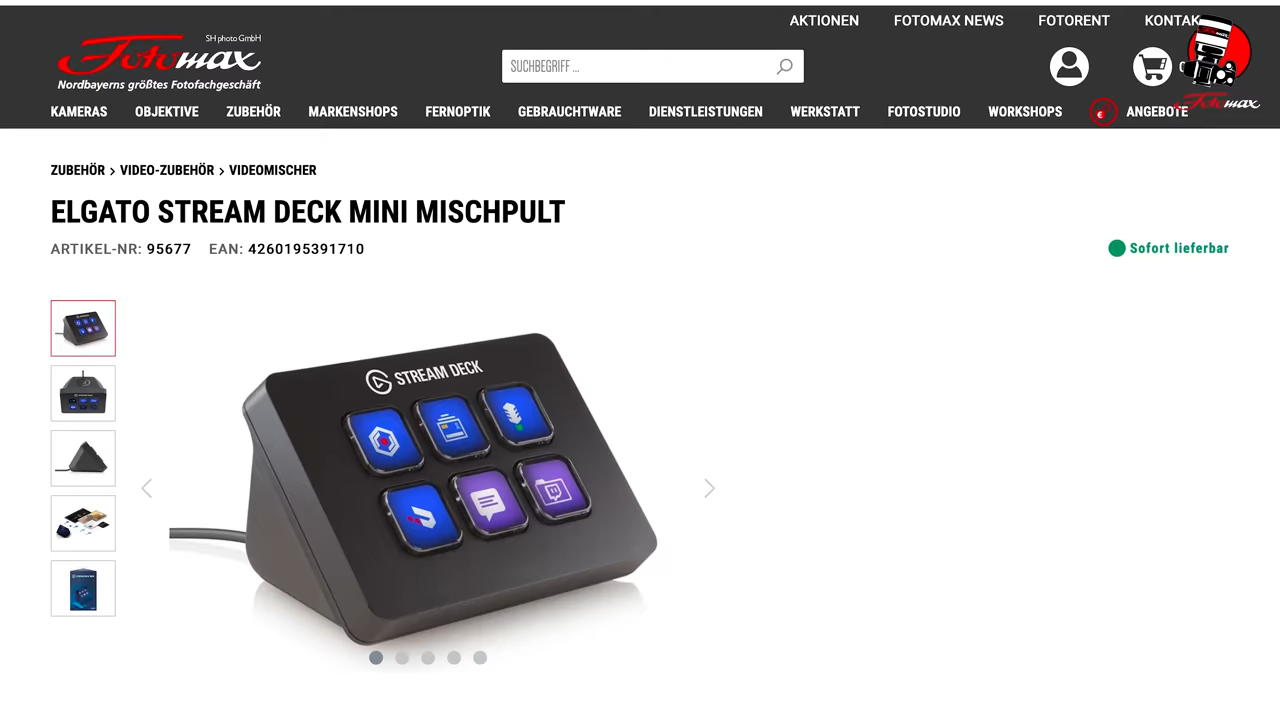 AKTIONEN FOTOMAX NEWS FOTORENT KONTAK
SH photo GmbH
Fotomax
Nordbayerns größtes Fotofachgeschäft
SUCHBEGRIFF ...
Fotomax
KAMERAS OBJEKTIVE ZUBEHÖR MARKENSHOPS FERNOPTIK GEBRAUCHTWARE DIENSTLEISTUNGEN WERKSTATT FOTOSTUDIO WORKSHOPS € ANGEBOTE
ZUBEHÖR > VIDEO-ZUBEHÖR > VIDEOMISCHER
ELGATO STREAM DECK MINI MISCHPULT
ARTIKEL-NR: 95677 EAN: 4260195391710
Sofort lieferbar
STREAM DECK